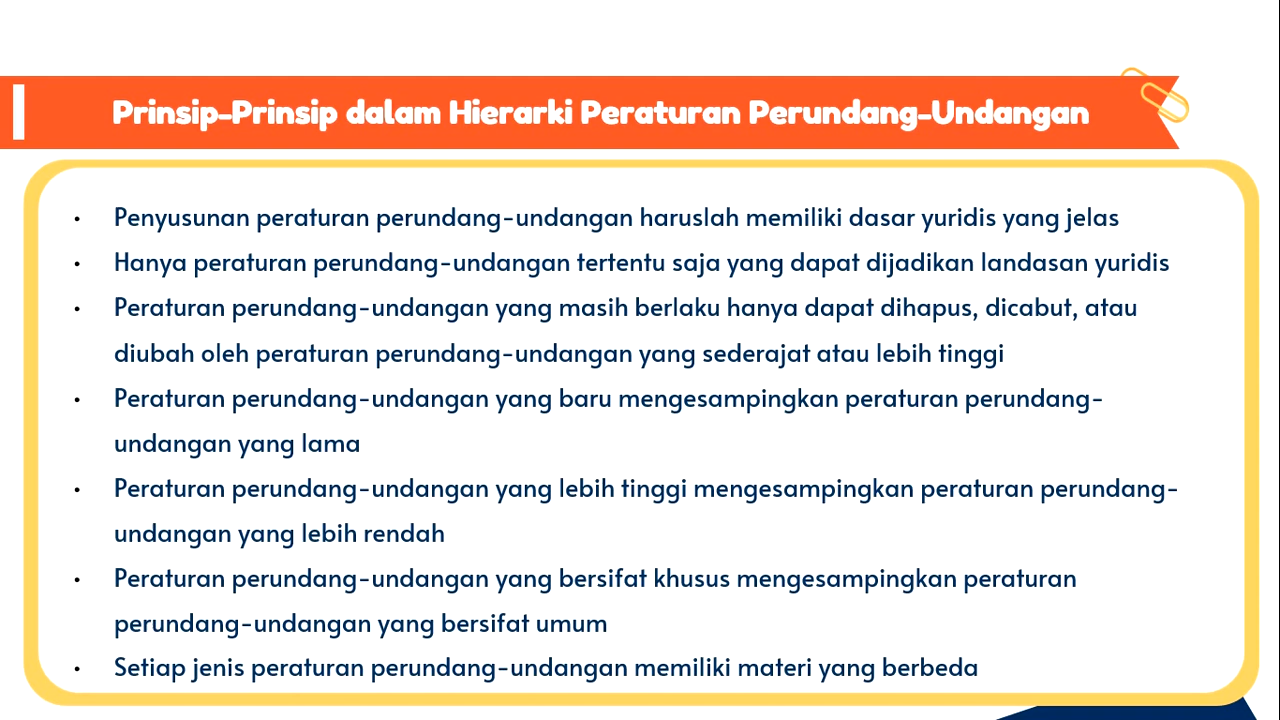 Prinsip-Prinsip dalam Hierarki Peraturan Perundang-Undangan
• Penyusunan peraturan perundang-undangan haruslah memiliki dasar yuridis yang jelas
• Hanya peraturan perundang-undangan tertentu saja yang dapat dijadikan landasan yuridis
• Peraturan perundang-undangan yang masih berlaku hanya dapat dihapus, dicabut, atau
diubah oleh peraturan perundang-undangan yang sederajat atau lebih tinggi
• Peraturan perundang-undangan yang baru mengesampingkan peraturan perundang-
undangan yang lama
• Peraturan perundang-undangan yang lebih tinggi mengesampingkan peraturan perundang-
undangan yang lebih rendah
• Peraturan perundang-undangan yang bersifat khusus mengesampingkan peraturan
perundang-undangan yang bersifat umum
• Setiap jenis peraturan perundang-undangan memiliki materi yang berbeda